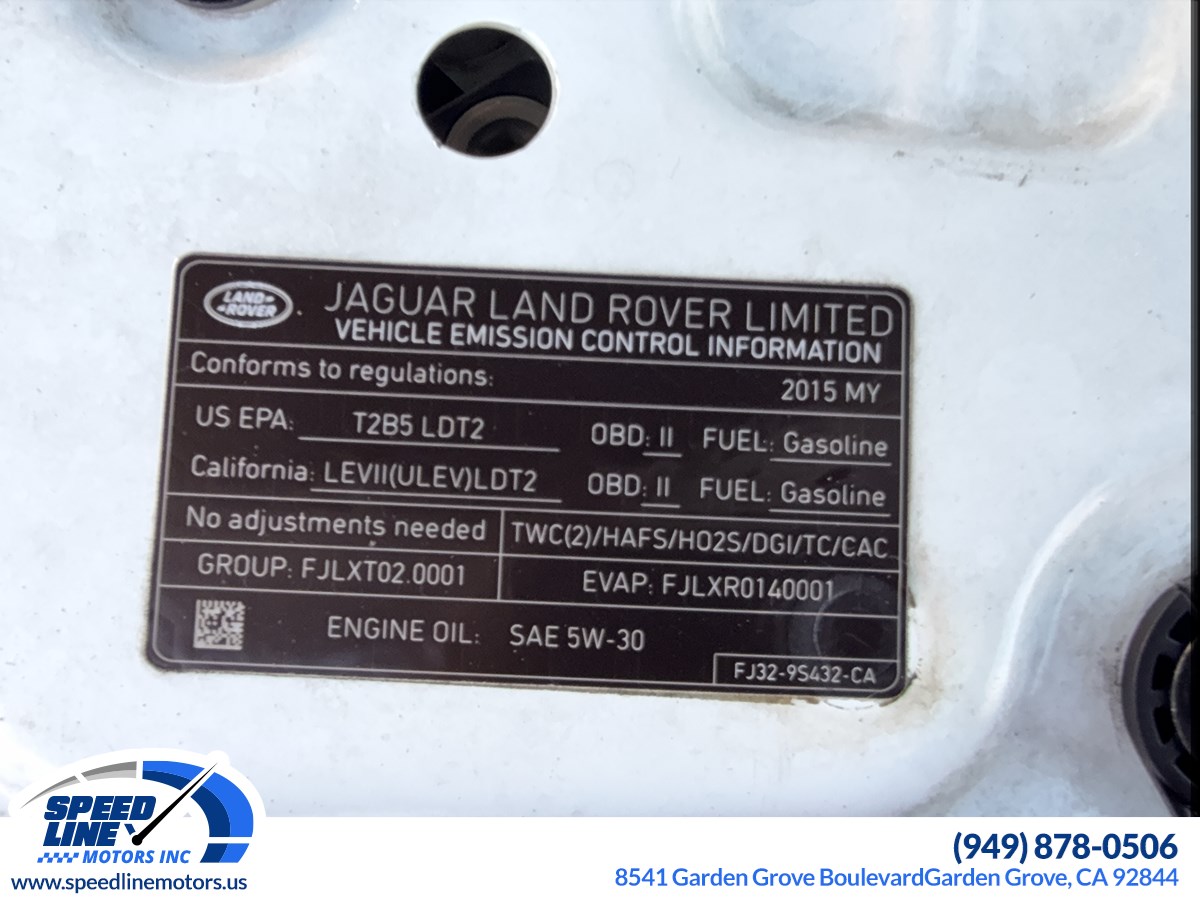 LAND-
-ROVER
JAGUAR LAND ROVER LIMITED
VEHICLE EMISSION CONTROL INFORMATION
Conforms to regulations: 2015 MY
US EPA: T2B5 LDT2 OBD: II FUEL: Gasoline
California: LEVII(ULEV)LDT2 OBD: II FUEL: Gasoline
No adjustments needed TWC(2)/HAFS/HO2S/DGI/TC/CAC
GROUP: FJLXT02.0001 EVAP: FJLXR0140001
ENGINE OIL: SAE 5W-30
FJ32-9S432-CA
SPEED
LINE
MOTORS INC
www.speedlinemotors.us
(949) 878-0506
8541 Garden Grove BoulevardGarden Grove, CA 92844